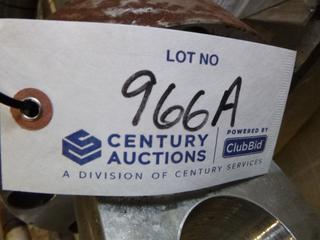 LOT NO
966A
CENTURY AUCTIONS
POWERED BY
ClubBid
A DIVISION OF CENTURY SERVICES